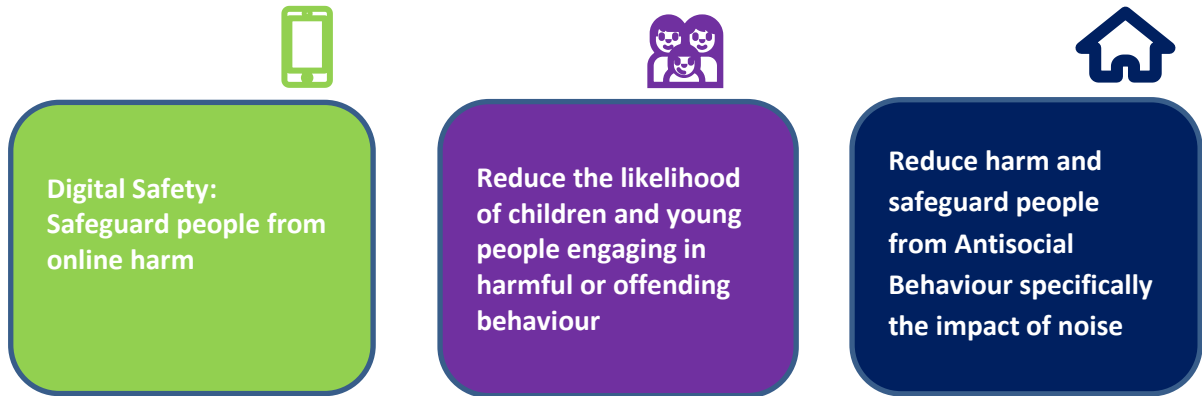 Digital Safety:
Safeguard people from
online harm
Reduce the likelihood
of children and young
people engaging in
harmful or offending
behaviour
Reduce harm and
safeguard people
from Antisocial
Behaviour specifically
the impact of noise